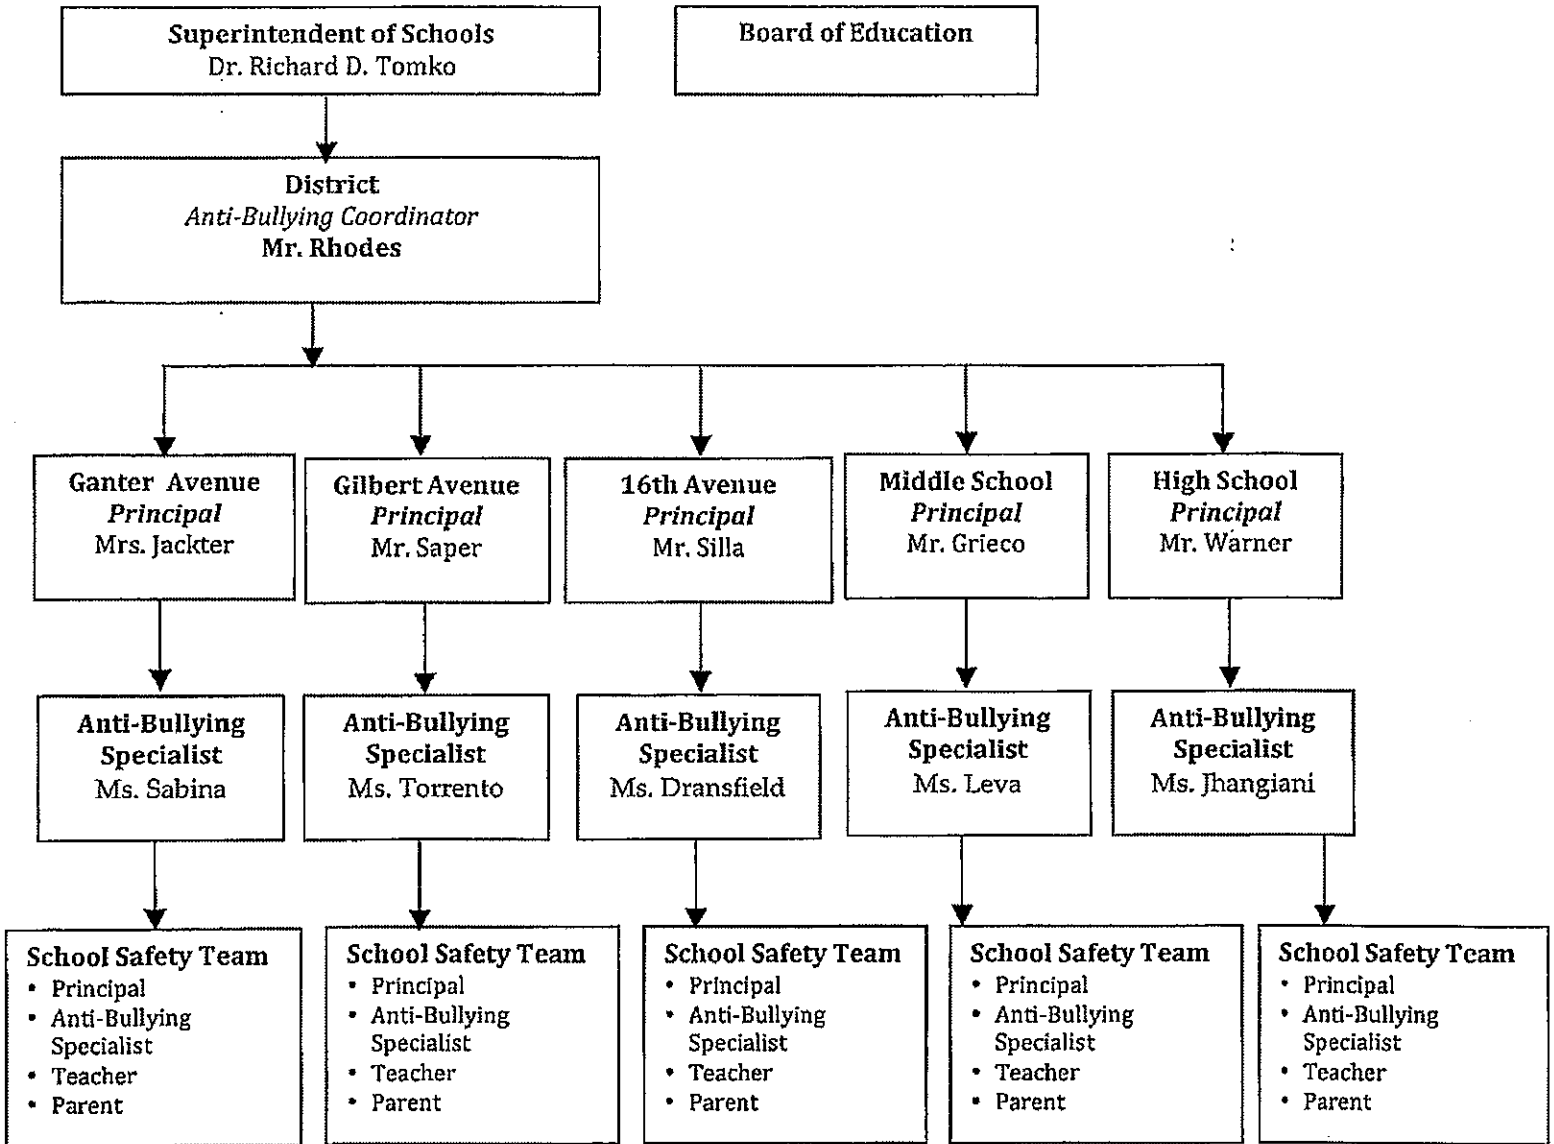 Superintendent of Schools
Dr. Richard D. Tomko
Board of Education
District
Anti-Bullying Coordinator
Mr. Rhodes
Ganter Avenue
Principal
Mrs. Jackter
Gilbert Avenue
Principal
Mr. Saper
16th Avenue
Principal
Mr. Silla
Middle School
Principal
Mr. Grieco
High School
Principal
Mr. Warner
Anti-Bullying
Specialist
Ms. Sabina
Anti-Bullying
Specialist
Ms. Torrento
Anti-Bullying
Specialist
Ms. Dransfield
Anti-Bullying
Specialist
Ms. Leva
Anti-Bullying
Specialist
Ms. Jhangiani
School Safety Team
• Principal
• Anti-Bullying
Specialist
• Teacher
• Parent
School Safety Team
• Principal
• Anti-Bullying
Specialist
• Teacher
• Parent
School Safety Team
• Principal
• Anti-Bullying
Specialist
• Teacher
• Parent
School Safety Team
• Principal
• Anti-Bullying
Specialist
• Teacher
• Parent
School Safety Team
• Principal
• Anti-Bullying
Specialist
• Teacher
• Parent